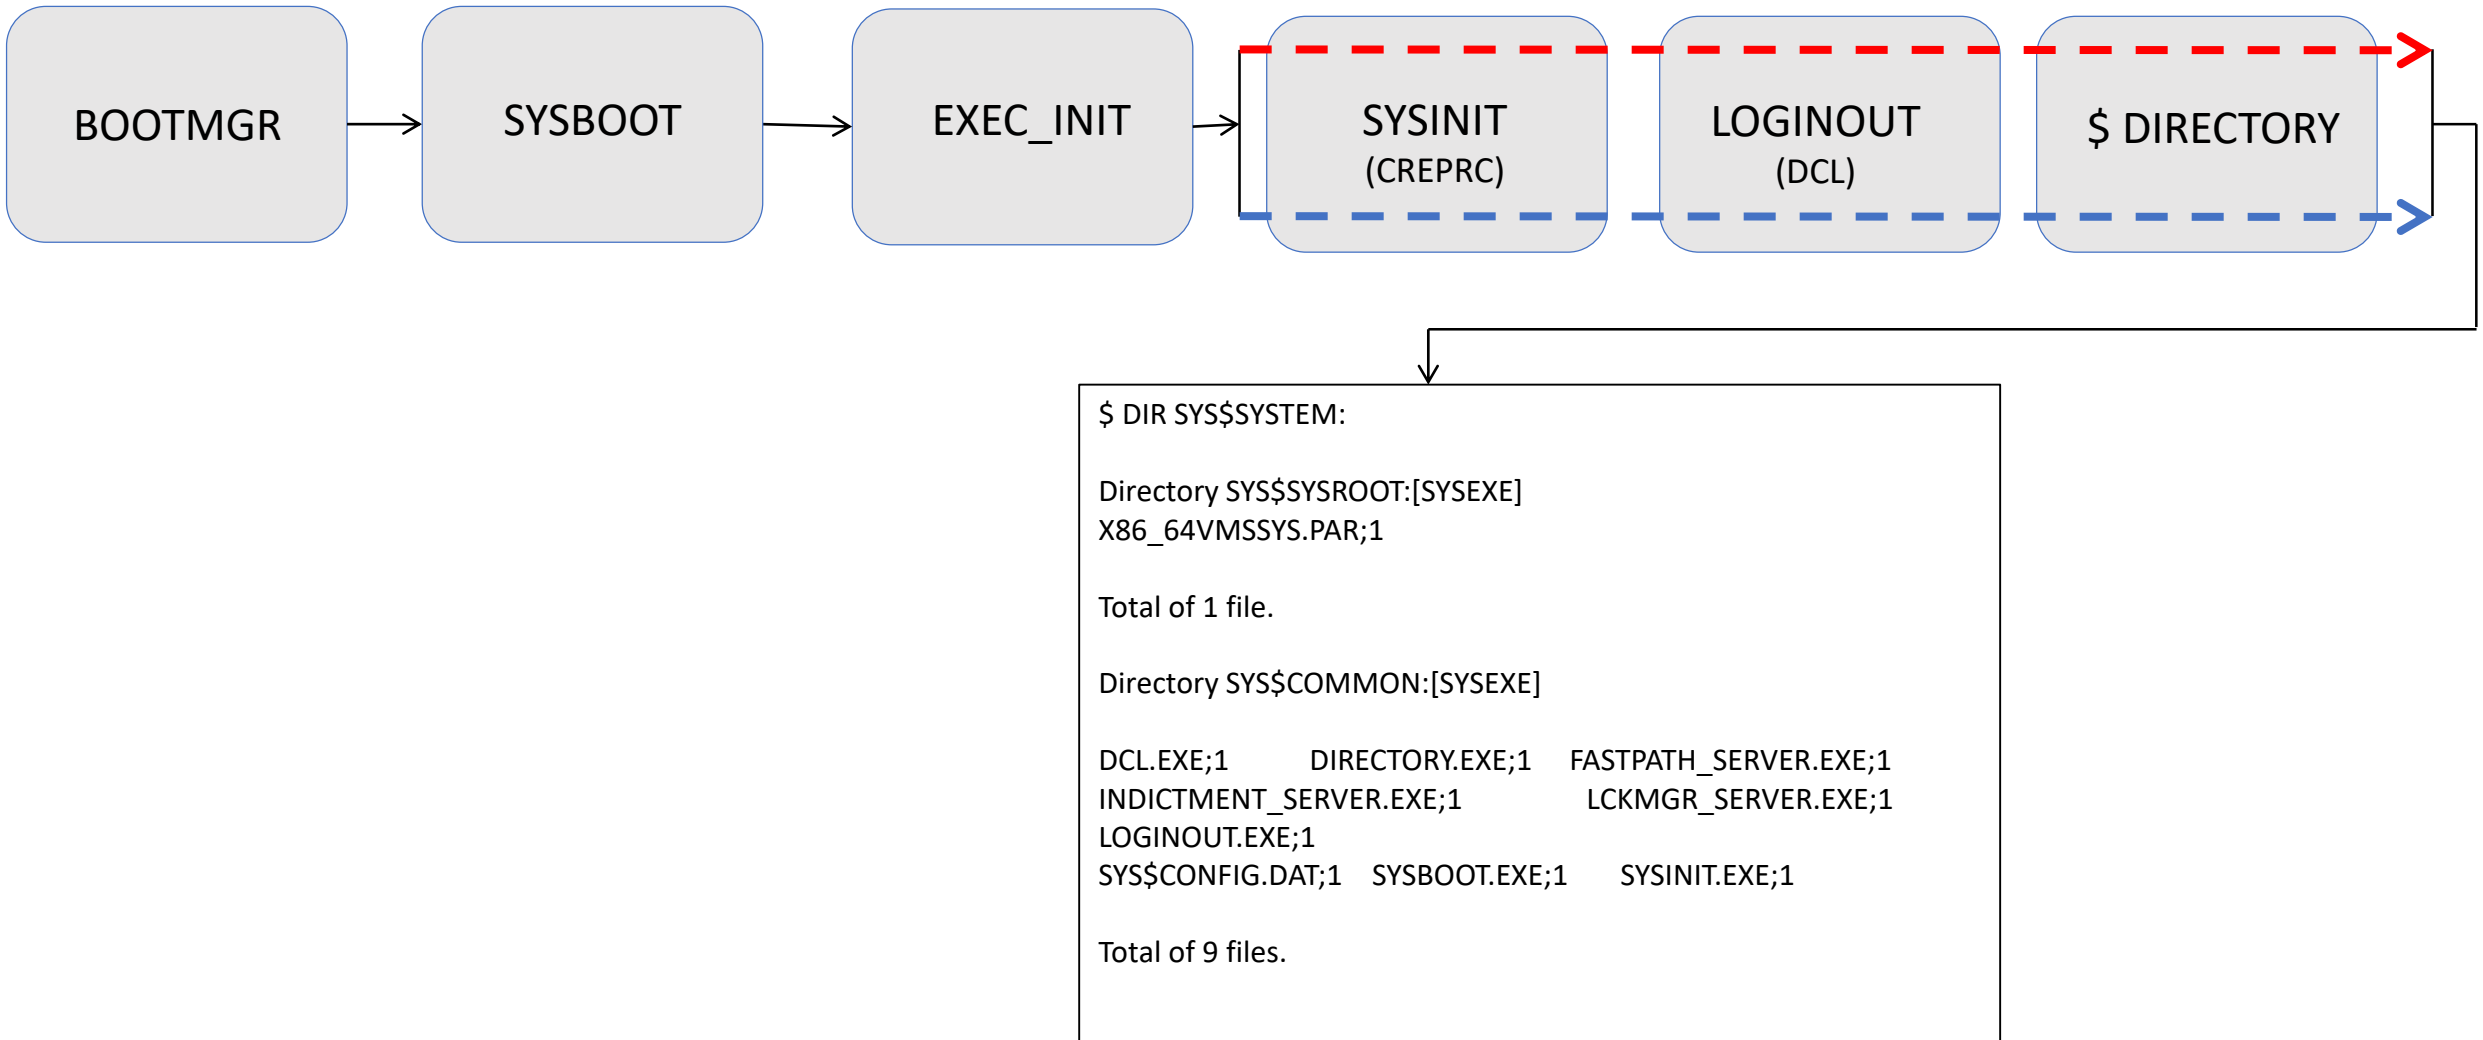 BOOTMGR
SYSBOOT
EXEC_INIT
SYSINIT
(CREPRC)
LOGINOUT
(DCL)
$ DIRECTORY
$ DIR SYS$SYSTEM:
Directory SYS$SYSROOT:[SYSEXE]
X86_64VMSSYS.PAR;1
Total of 1 file.
Directory SYS$COMMON:[SYSEXE]
DCL.EXE;1 DIRECTORY.EXE;1 FASTPATH_SERVER.EXE;1
INDICTMENT_SERVER.EXE;1 LCKMGR_SERVER.EXE;1
LOGINOUT.EXE;1
SYS$CONFIG.DAT;1 SYSBOOT.EXE;1 SYSINIT.EXE;1
Total of 9 files.